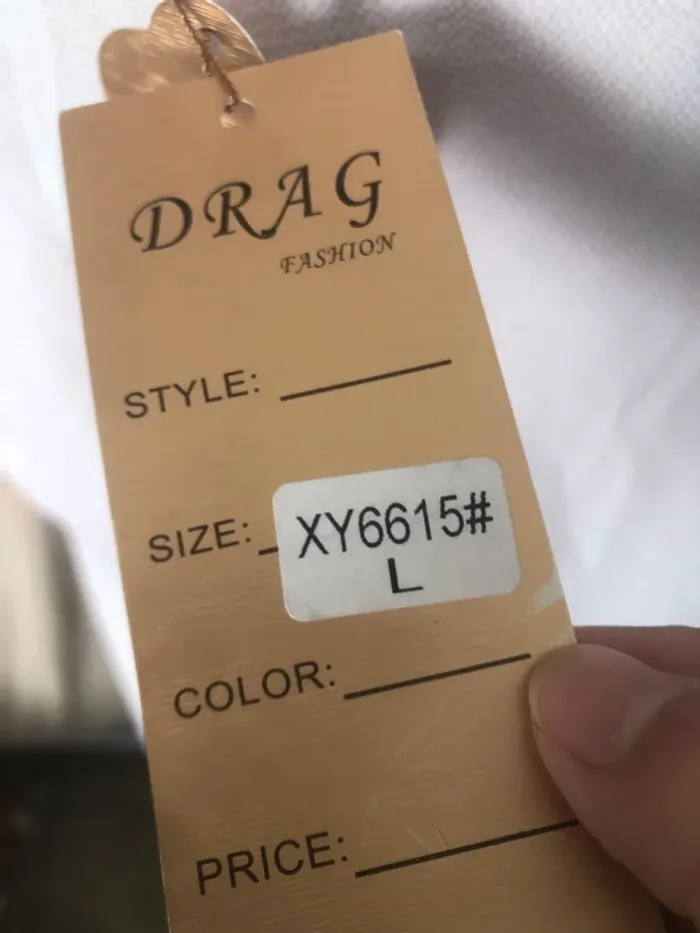 DRAG
FASHION
STYLE:
SIZE: XY6615#
L
COLOR:
PRICE: